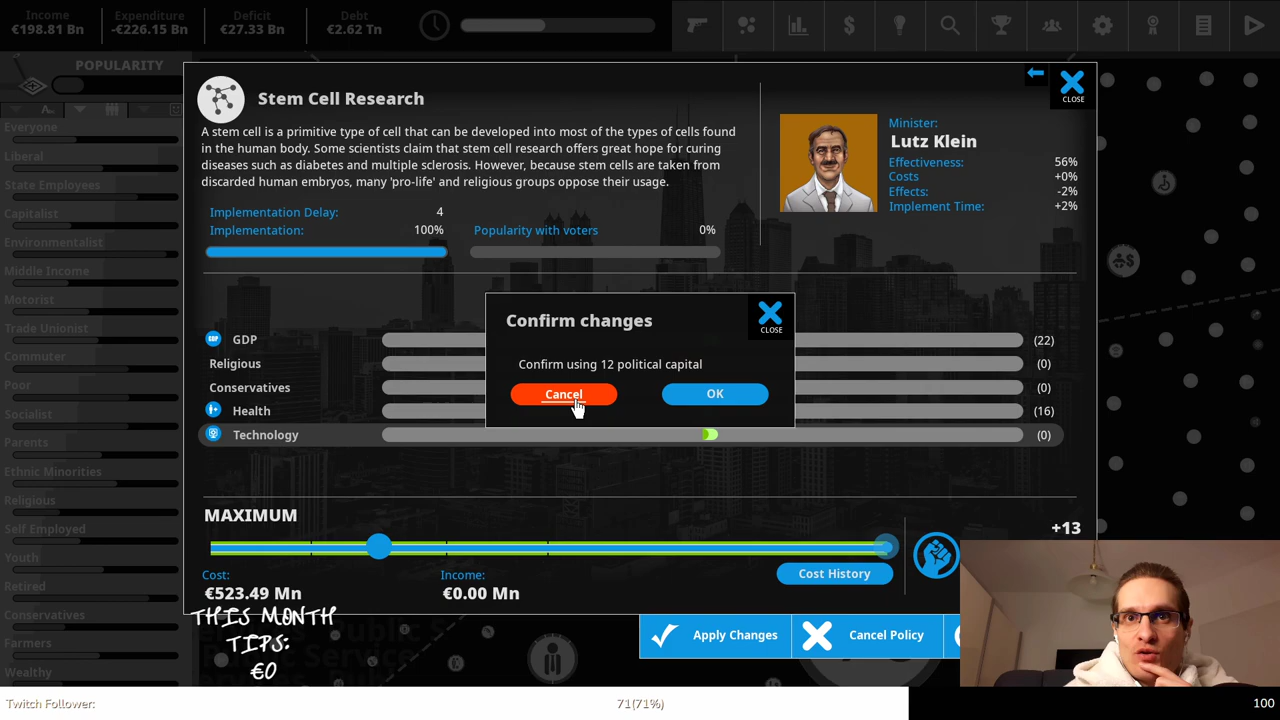 Income
€198.81 Bn
Expenditure
-€226.15 Bn
Deficit
€27.33 Bn
Debt
€2.62 Tn
POPULARITY
Everyone
Liberal
State Employees
Capitalist
Environmentalist
Middle Income
Motorist
Trade Unionist
Commuter
Poor
Socialist
Parents
Ethnic Minorities
Religious
Self Employed
Youth
Retired
Conservatives
Farmers
Wealthy
Stem Cell Research
A stem cell is a primitive type of cell that can be developed into most of the types of cells found
in the human body. Some scientists claim that stem cell research offers great hope for curing
diseases such as diabetes and multiple sclerosis. However, because stem cells are taken from
discarded human embryos, many 'pro-life' and religious groups oppose their usage.
Implementation Delay: 4
Implementation: 100%
Popularity with voters 0%
CLOSE
Minister:
Lutz Klein
Effectiveness: 56%
Costs +0%
Effects: -2%
Implement Time: +2%
GDP (22)
Religious (0)
Conservatives (0)
Health (16)
Technology (0)
Confirm changes
CLOSE
Confirm using 12 political capital
Cancel
OK
MAXIMUM
+13
Cost:
€523.49 Mn
Income:
€0.00 Mn
Cost History
Apply Changes
Cancel Policy
THIS MONTH
TIPS:
€0
Twitch Follower:
71(71%)
100